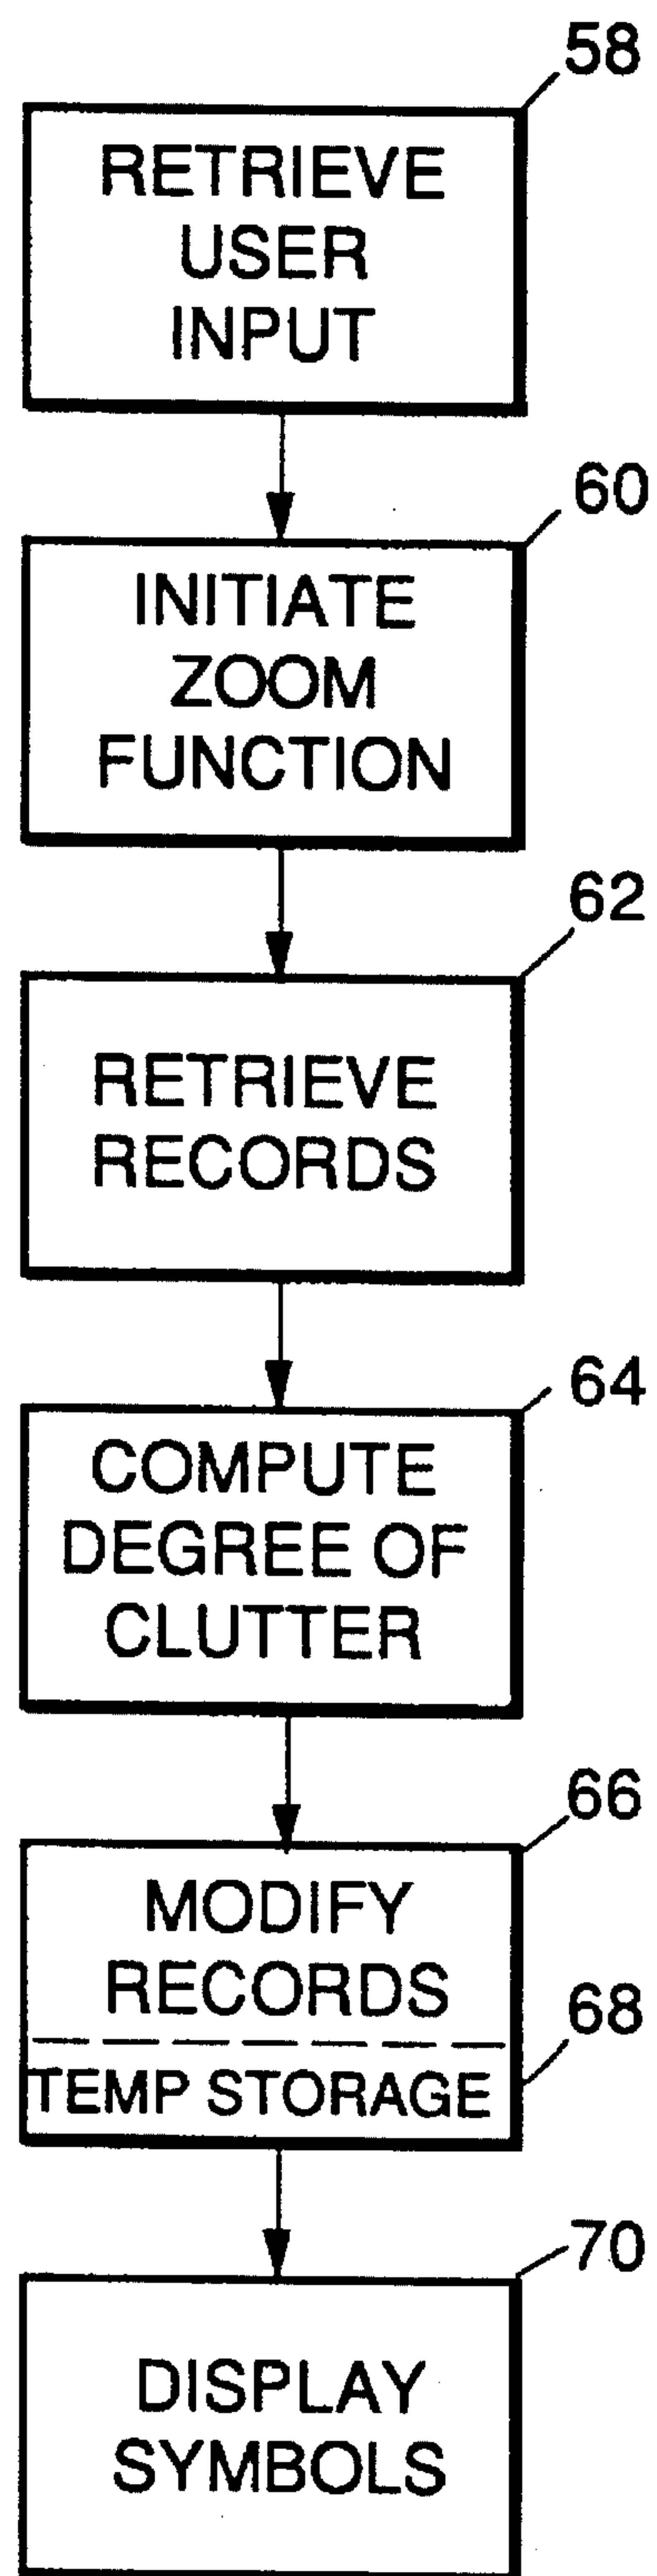 58
RETRIEVE
USER
INPUT
60
INITIATE
ZOOM
FUNCTION
62
RETRIEVE
RECORDS
64
COMPUTE
DEGREE OF
CLUTTER
66
MODIFY
RECORDS
68
TEMP STORAGE
70
DISPLAY
SYMBOLS